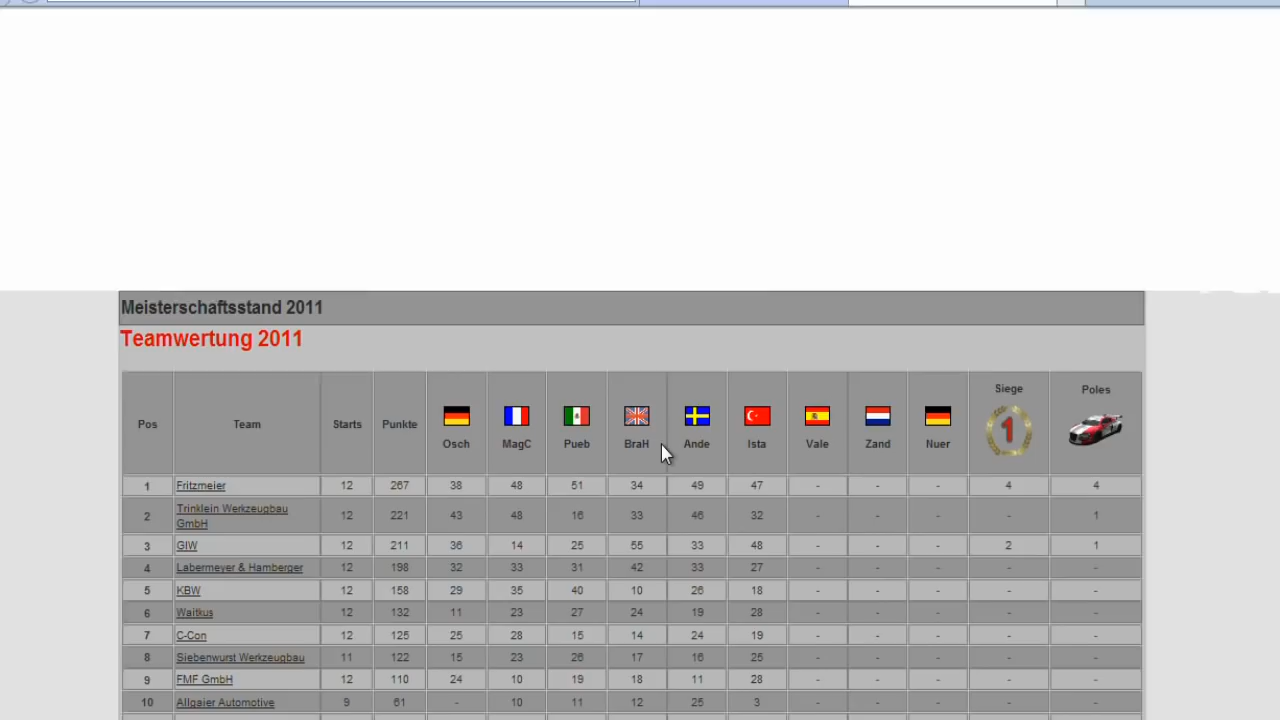 Meisterschaftsstand 2011
Teamwertung 2011
Pos Team Starts Punkte Osch MagC Pueb BraH Ande Ista Vale Zand Nuer Siege Poles
1
1 Fritzmeier 12 267 38 48 51 34 49 47 - - - 4 4
2 Trinklein Werkzeugbau GmbH 12 221 43 48 16 33 46 32 - - - - 1
3 GIW 12 211 36 14 25 55 33 48 - - - 2 1
4 Labermeyer & Hamberger 12 198 32 33 31 42 33 27 - - - - -
5 KBW 12 158 29 35 40 10 26 18 - - - - -
6 Waitkus 12 132 11 23 27 24 19 28 - - - - -
7 C-Con 12 125 25 28 15 14 24 19 - - - - -
8 Siebenwurst Werkzeugbau 11 122 15 23 26 17 16 25 - - - - -
9 FMF GmbH 12 110 24 10 19 18 11 28 - - - - -
10 Allgaier Automotive 9 61 - 10 11 12 25 3 - - - - -